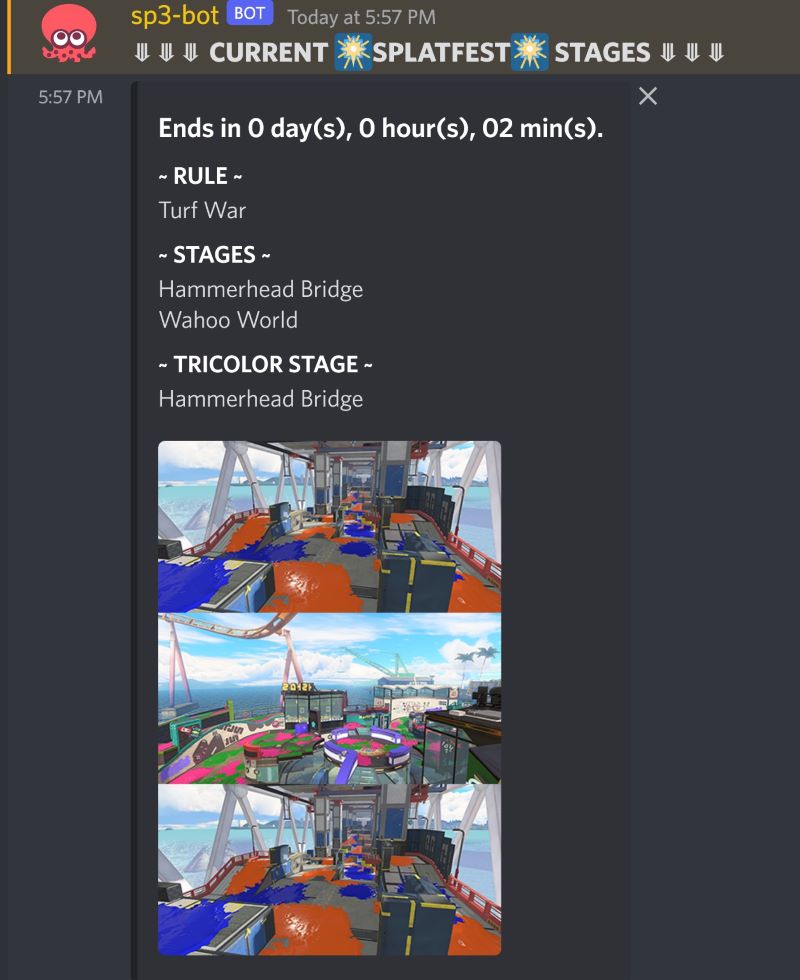 sp3-bot BOT Today at 5:57 PM
⤋ ⤋ ⤋ CURRENT 🎆SPLATFEST🎆 STAGES ⤋ ⤋ ⤋
5:57 PM
Ends in 0 day(s), 0 hour(s), 02 min(s).
~ RULE ~
Turf War
~ STAGES ~
Hammerhead Bridge
Wahoo World
~ TRICOLOR STAGE ~
Hammerhead Bridge